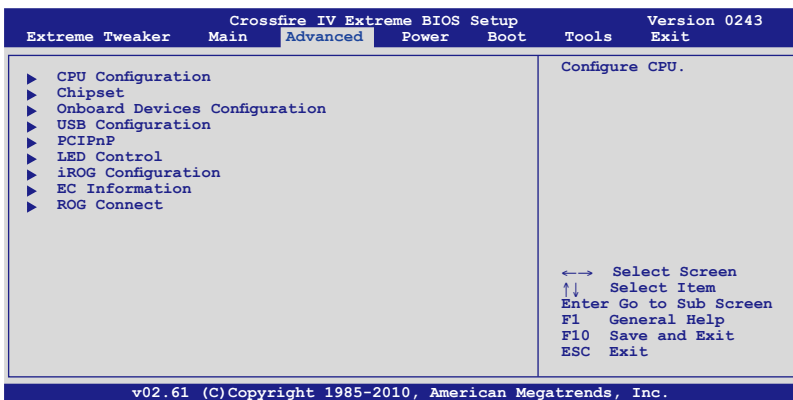 Crossfire IV Extreme BIOS Setup Version 0243
Extreme Tweaker Main Advanced Power Boot Tools Exit
CPU Configuration
Chipset
Onboard Devices Configuration
USB Configuration
PCIPnP
LED Control
iROG Configuration
EC Information
ROG Connect
Configure CPU.
←→ Select Screen
↑↓ Select Item
Enter Go to Sub Screen
F1 General Help
F10 Save and Exit
ESC Exit
v02.61 (C)Copyright 1985-2010, American Megatrends, Inc.